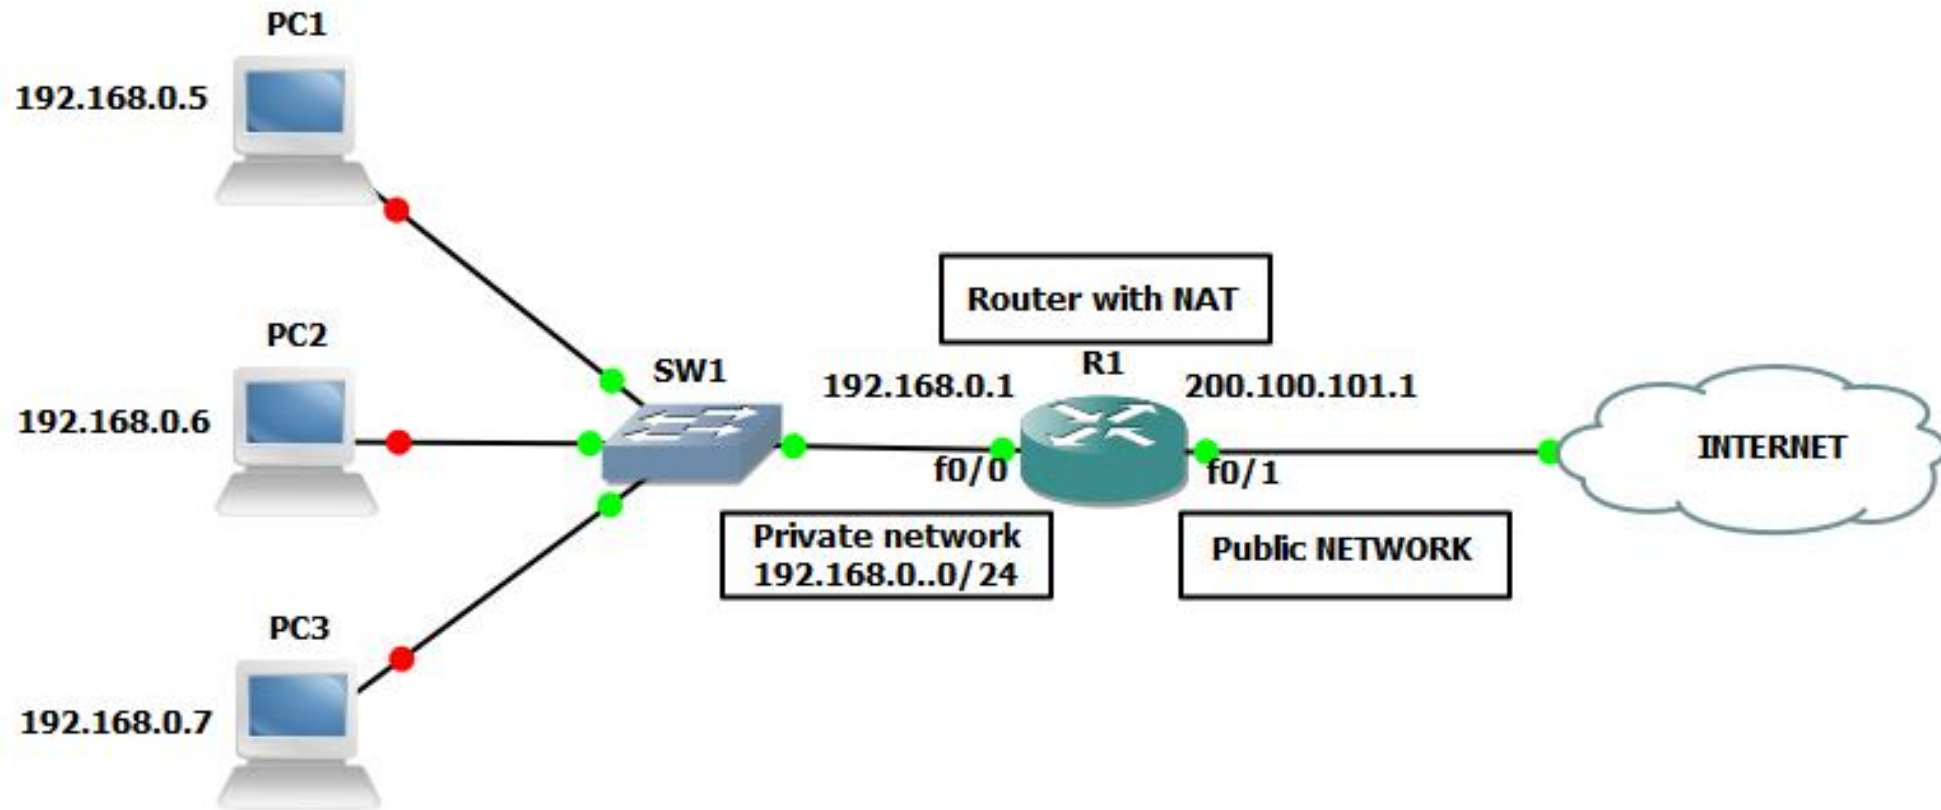 PC1
192.168.0.5
PC2
192.168.0.6
PC3
192.168.0.7
SW1
Router with NAT
R1
192.168.0.1
200.100.101.1
f0/0
f0/1
Private network
192.168.0..0/24
Public NETWORK
INTERNET